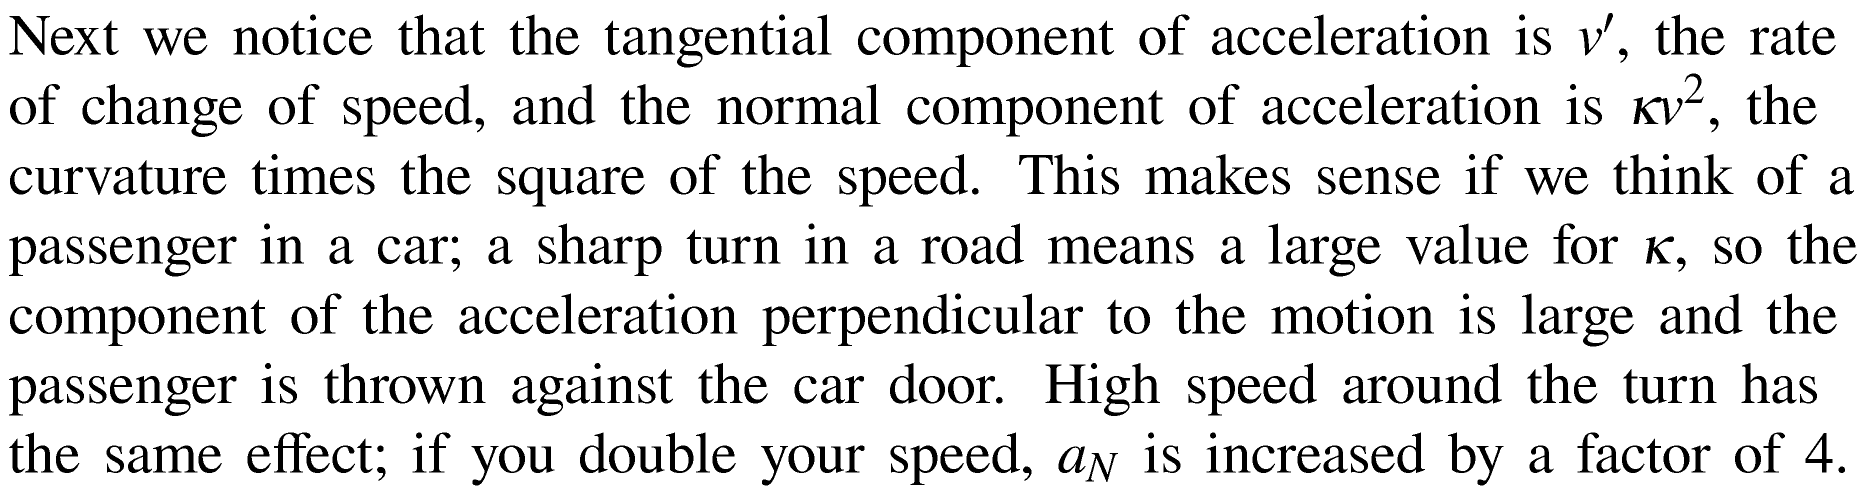 Next we notice that the tangential component of acceleration is v′, the rate
of change of speed, and the normal component of acceleration is κv², the
curvature times the square of the speed. This makes sense if we think of a
passenger in a car; a sharp turn in a road means a large value for κ, so the
component of the acceleration perpendicular to the motion is large and the
passenger is thrown against the car door. High speed around the turn has
the same effect; if you double your speed, a_N is increased by a factor of 4.